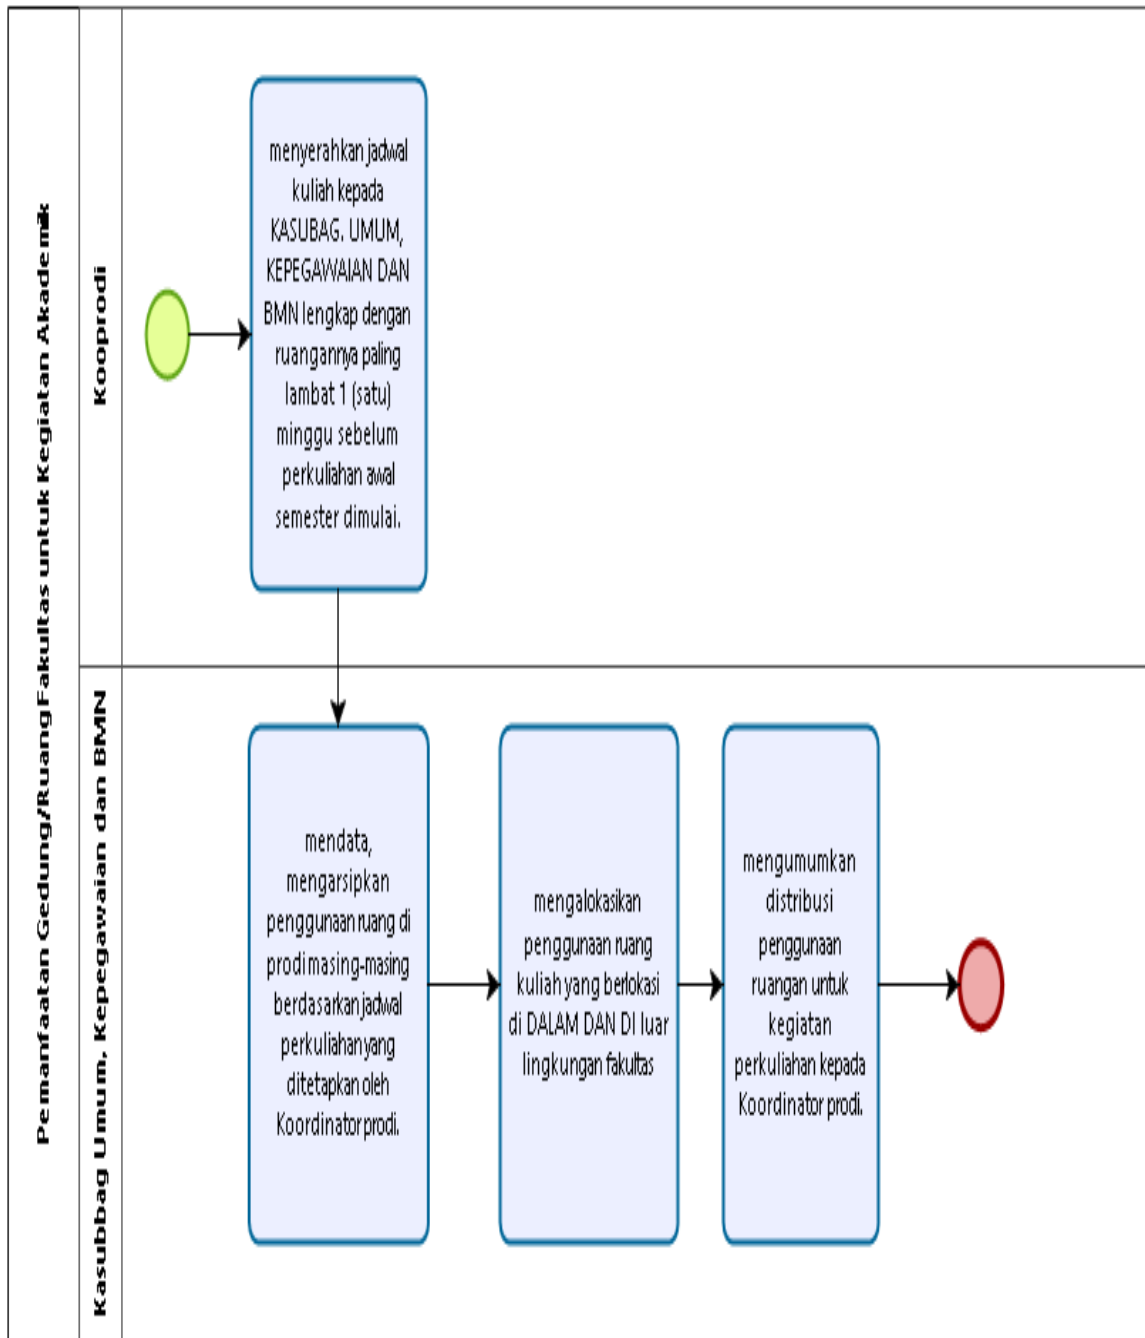 Pemanfaatan Gedung/Ruang Fakultas untuk Kegiatan Akademik
Kooprodi
menyerahkan jadwal
kuliah kepada
KASUBAG. UMUM,
KEPEGAWAIAN DAN
BMN lengkap dengan
ruangannya paling
lambat 1 (satu)
minggu sebelum
perkuliahan awal
semester dimulai.
Kasubbag Umum, Kepegawaian dan BMN
mendata,
mengarsipkan
penggunaan ruang di
prodi masing-masing
berdasarkan jadwal
perkuliahan yang
ditetapkan oleh
Koordinator prodi.
mengalokasikan
penggunaan ruang
kuliah yang berlokasi
di DALAM DAN DI luar
lingkungan fakultas
mengumumkan
distribusi
penggunaan
ruangan untuk
kegiatan
perkuliahan kepada
Koordinator prodi.